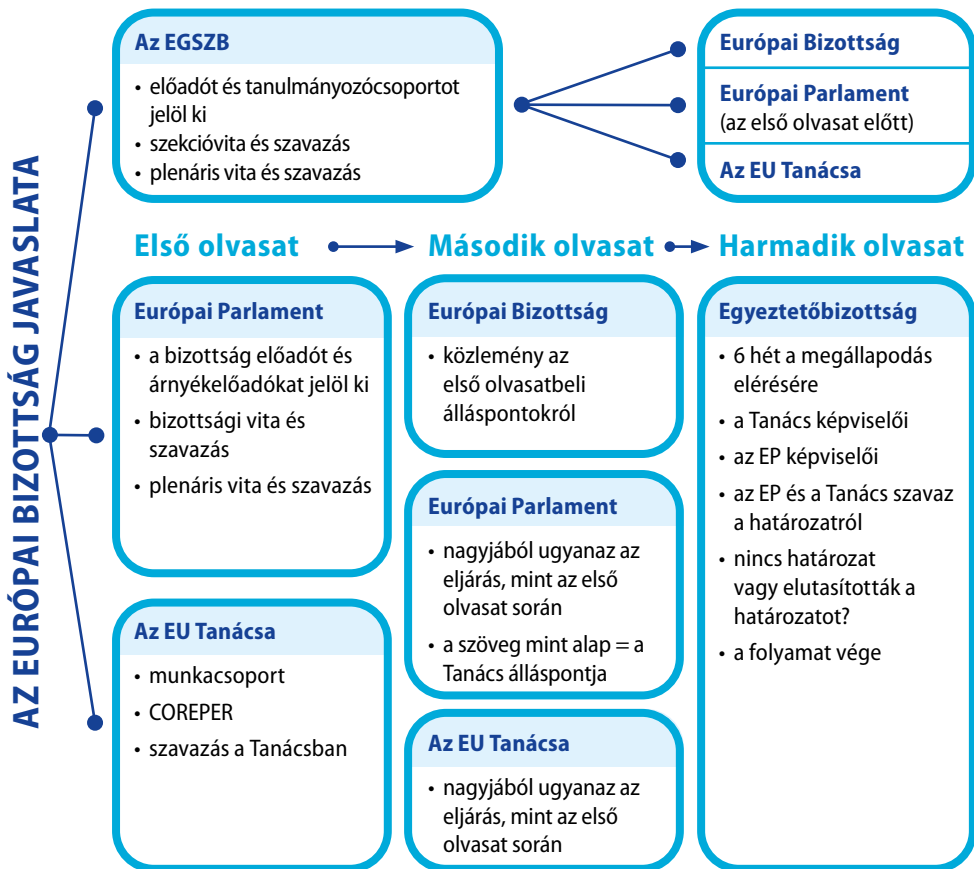 AZ EURÓPAI BIZOTTSÁG JAVASLATA
Az EGSZB
• előadót és tanulmányozócsoportot
jelöl ki
• szekcióvita és szavazás
• plenáris vita és szavazás
Európai Bizottság
Európai Parlament
(az első olvasat előtt)
Az EU Tanácsa
Első olvasat
Második olvasat
Harmadik olvasat
Európai Parlament
• a bizottság előadót és
árnyékelőadókat jelöl ki
• bizottsági vita és
szavazás
• plenáris vita és szavazás
Az EU Tanácsa
• munkacsoport
• COREPER
• szavazás a Tanácsban
Európai Bizottság
• közlemény az
első olvasatbeli
álláspontokról
Európai Parlament
• nagyjából ugyanaz az
eljárás, mint az első
olvasat során
• a szöveg mint alap = a
Tanács álláspontja
Az EU Tanácsa
• nagyjából ugyanaz az
eljárás, mint az első
olvasat során
Egyeztetőbizottság
• 6 hét a megállapodás
elérésére
• a Tanács képviselői
• az EP képviselői
• az EP és a Tanács szavaz
a határozatról
• nincs határozat
vagy elutasították a
határozatot?
• a folyamat vége